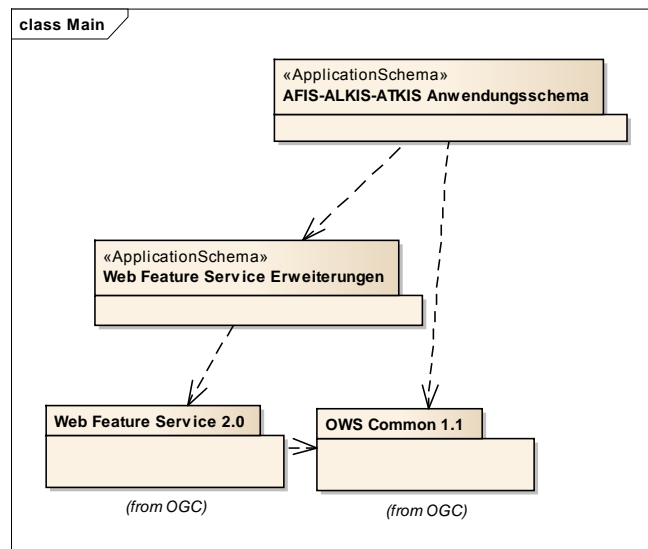 class Main
«ApplicationSchema»
AFIS-ALKIS-ATKIS Anwendungsschema
«ApplicationSchema»
Web Feature Service Erweiterungen
Web Feature Service 2.0
OWS Common 1.1
(from OGC)
(from OGC)